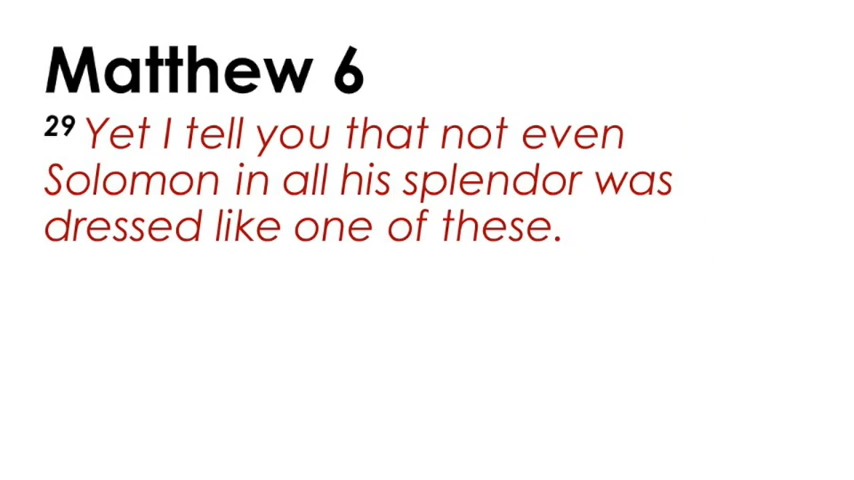 Matthew 6
29 Yet I tell you that not even
Solomon in all his splendor was
dressed like one of these.